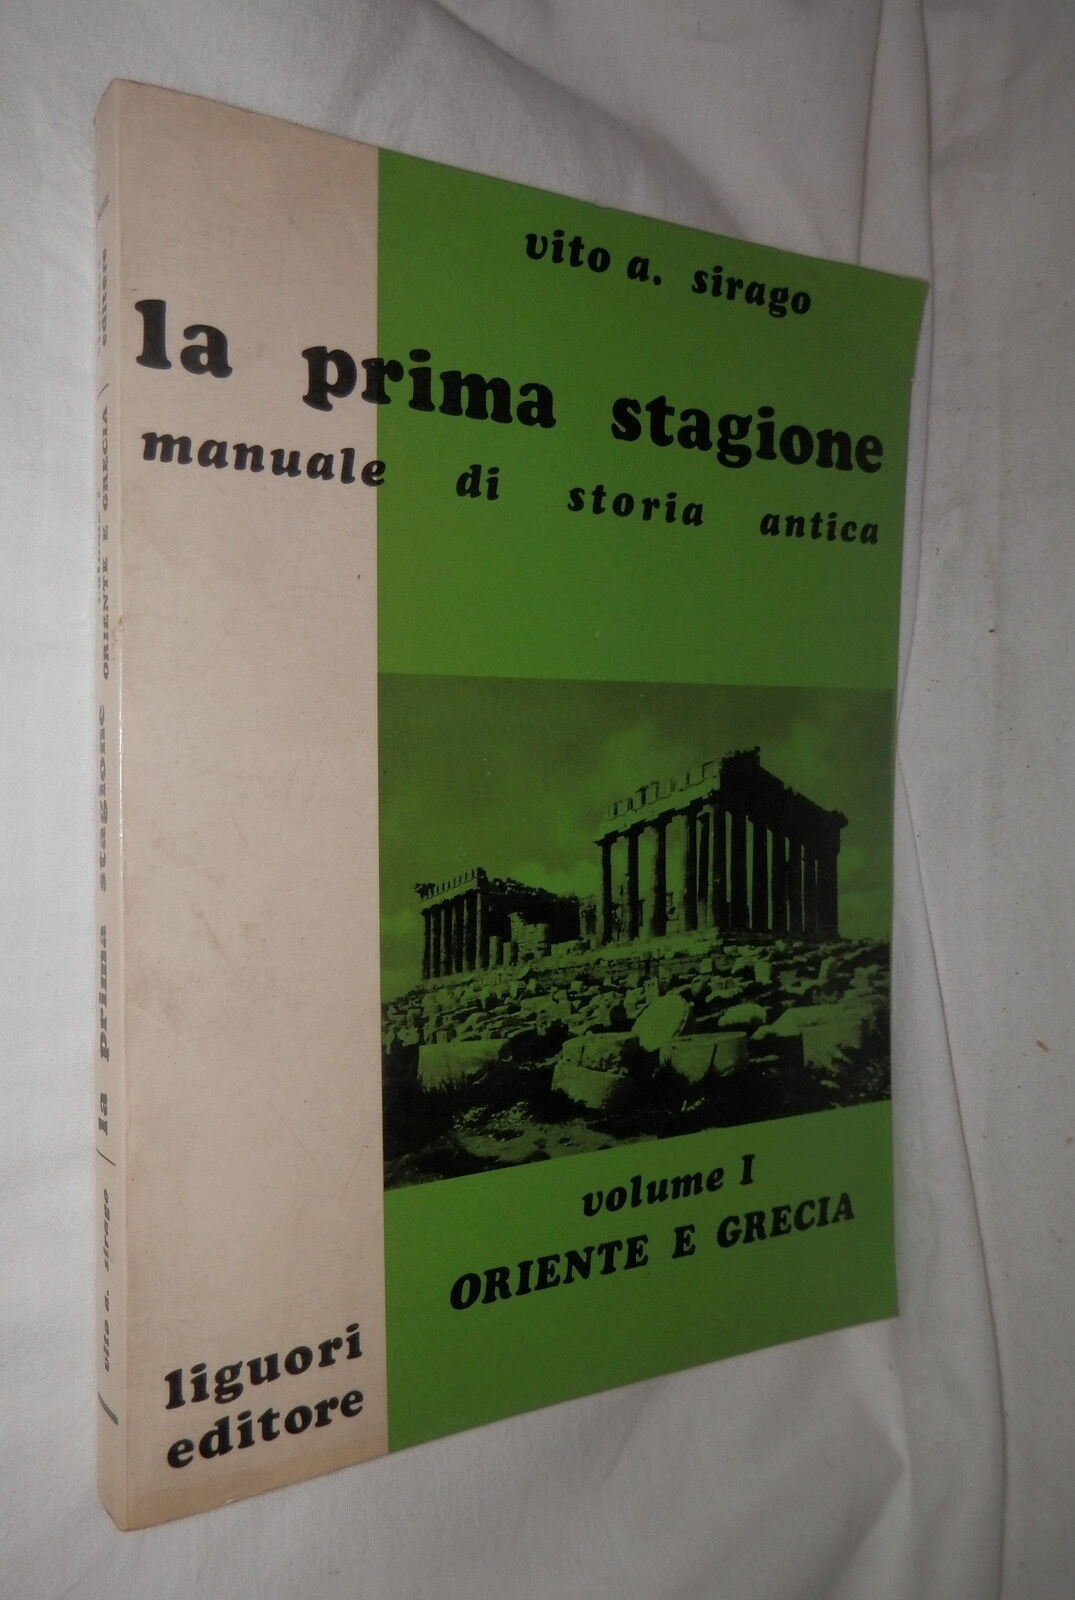 vito a. sirago
la prima stagione
manuale di storia antica
volume I
ORIENTE E GRECIA
liguori
editore
vito a. sirago / la prima stagione ORIENTE E GRECIA / editore